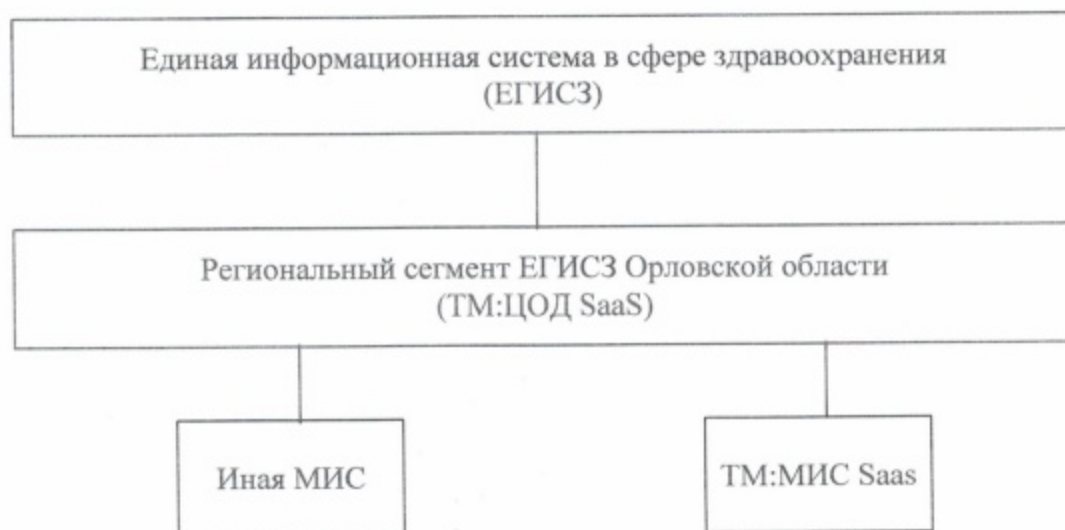 Единая информационная система в сфере здравоохранения
(ЕГИСЗ)
Региональный сегмент ЕГИСЗ Орловской области
(ТМ:ЦОД SaaS)
Иная МИС
ТМ:МИС Saas